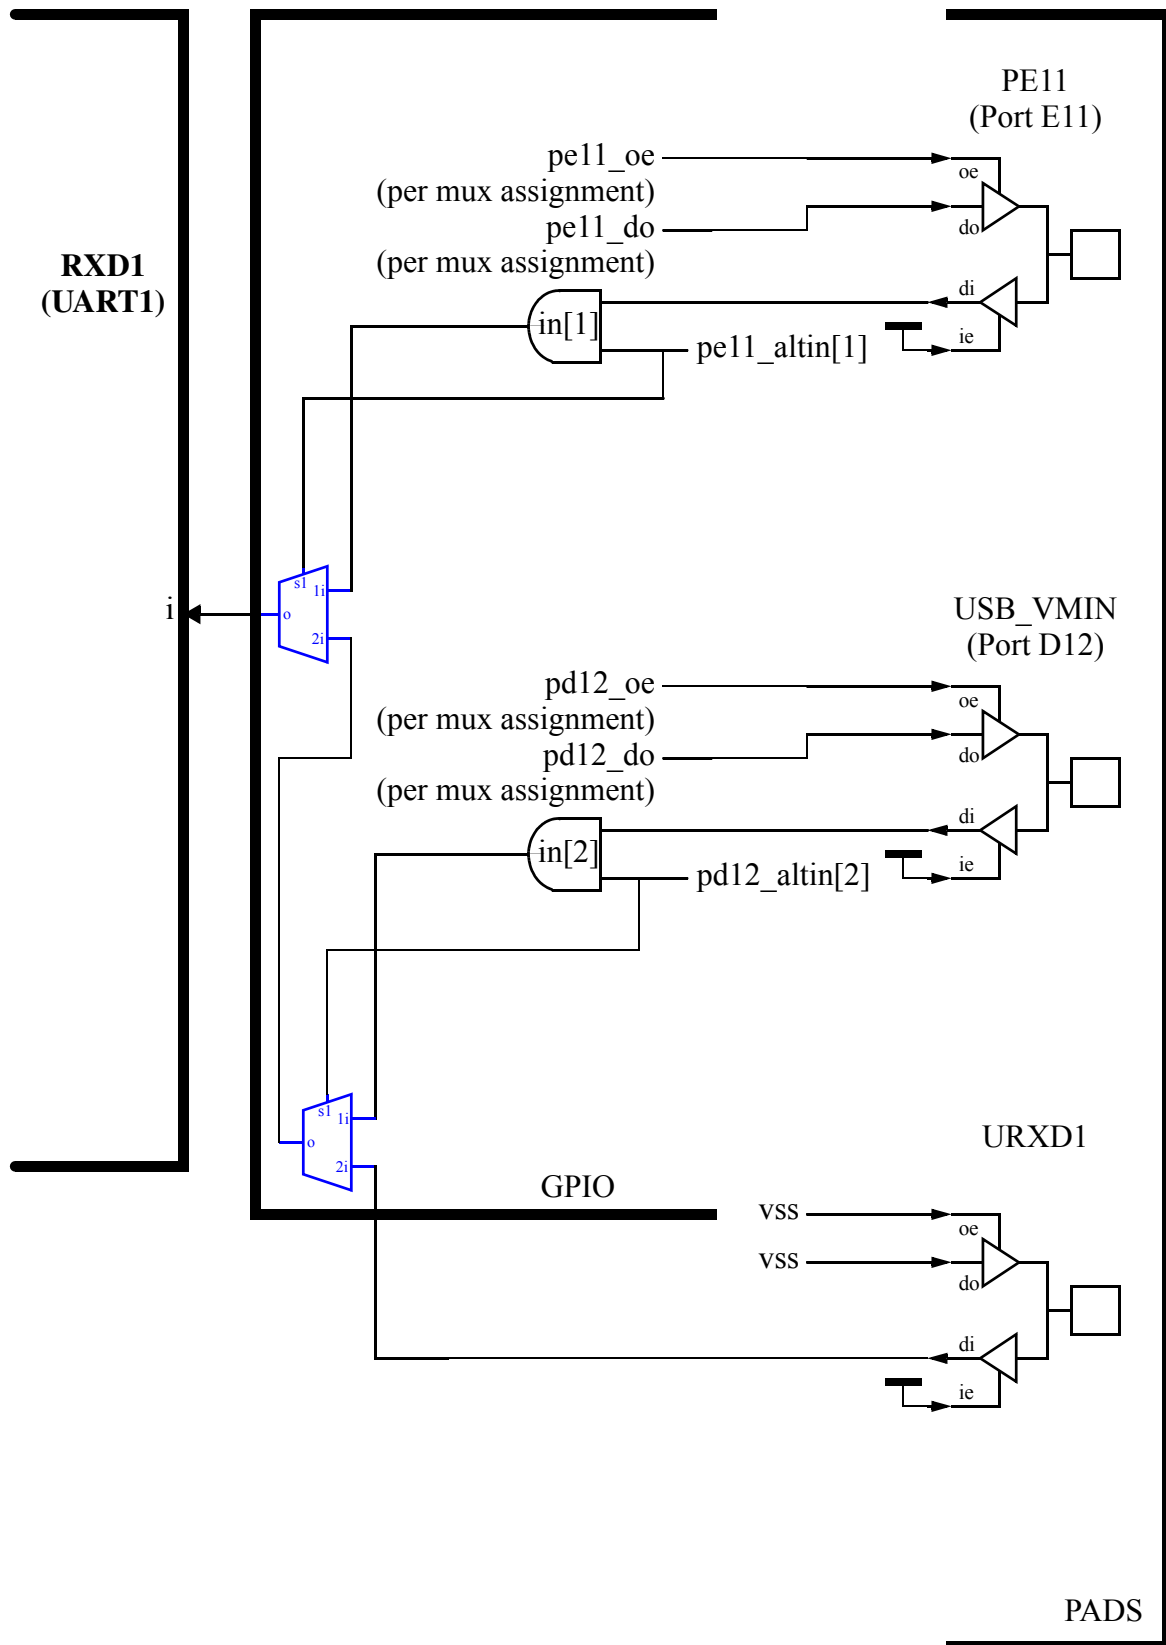 PE11
(Port E11)
pe11_oe
(per mux assignment)
pe11_do
(per mux assignment)
oe
do
di
ie
RXD1
(UART1)
in[1]
pe11_altin[1]
s1
1i
o
2i
i
USB_VMIN
(Port D12)
pd12_oe
(per mux assignment)
pd12_do
(per mux assignment)
oe
do
di
ie
in[2]
pd12_altin[2]
s1
1i
o
2i
URXD1
GPIO
vss
vss
oe
do
di
ie
PADS